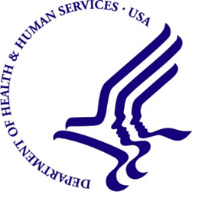 DEPARTMENT OF HEALTH & HUMAN SERVICES · USA